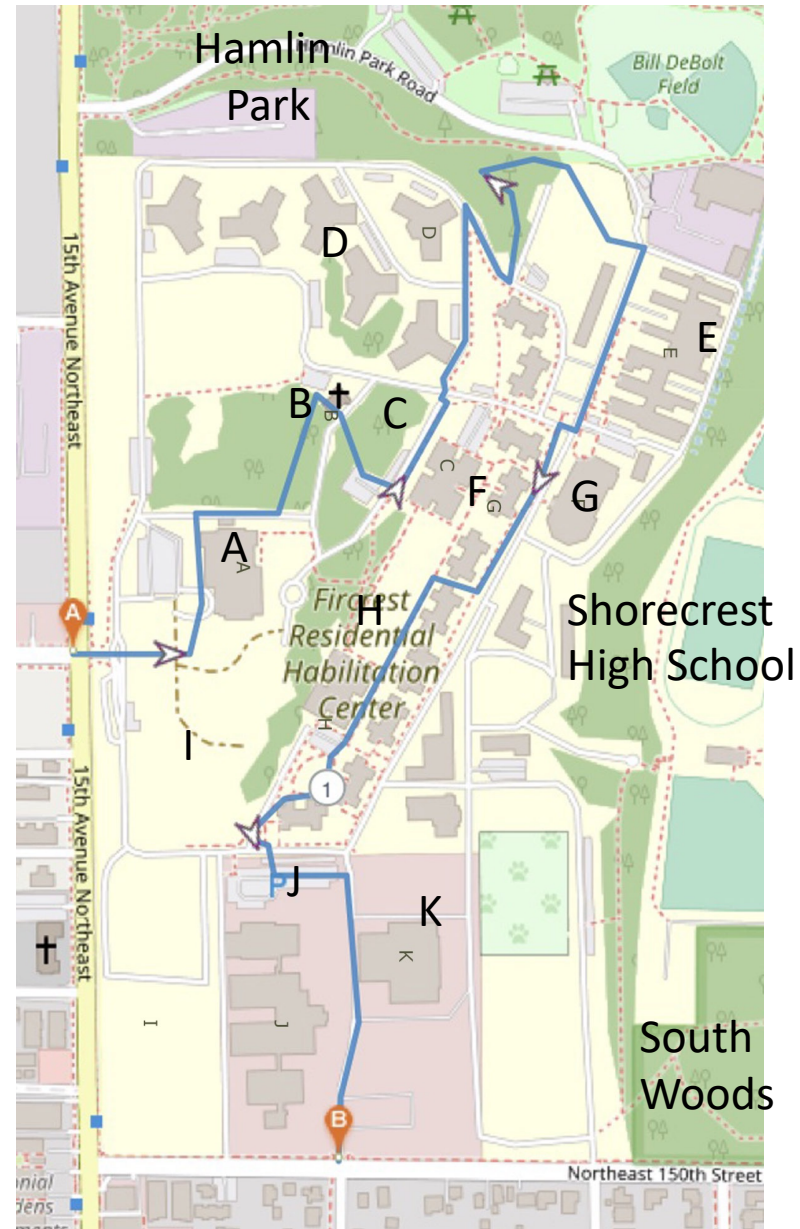 Hamlin
Park
Hamlin Park Road
Bill DeBolt
Field
15th Avenue Northeast
D
D
E
E
B
B
C
C
F
G
G
A
A
A
Fircrest
Residential
Habilitation
Center
H
H
Shorecrest
High School
I
1
15th Avenue Northeast
P
J
K
K
I
J
South
Woods
B
Northeast 150th Street